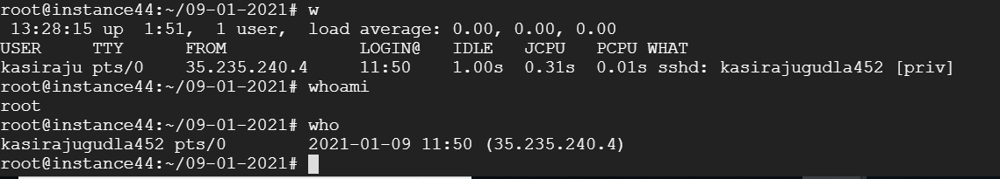 root@instance44:~/09-01-2021# w
 13:28:15 up  1:51,  1 user,  load average: 0.00, 0.00, 0.00
USER     TTY      FROM             LOGIN@   IDLE   JCPU   PCPU WHAT
kasiraju pts/0    35.235.240.4     11:50    1.00s  0.31s  0.01s sshd: kasirajugudla452 [priv]
root@instance44:~/09-01-2021# whoami
root
root@instance44:~/09-01-2021# who
kasirajugudla452 pts/0        2021-01-09 11:50 (35.235.240.4)
root@instance44:~/09-01-2021#